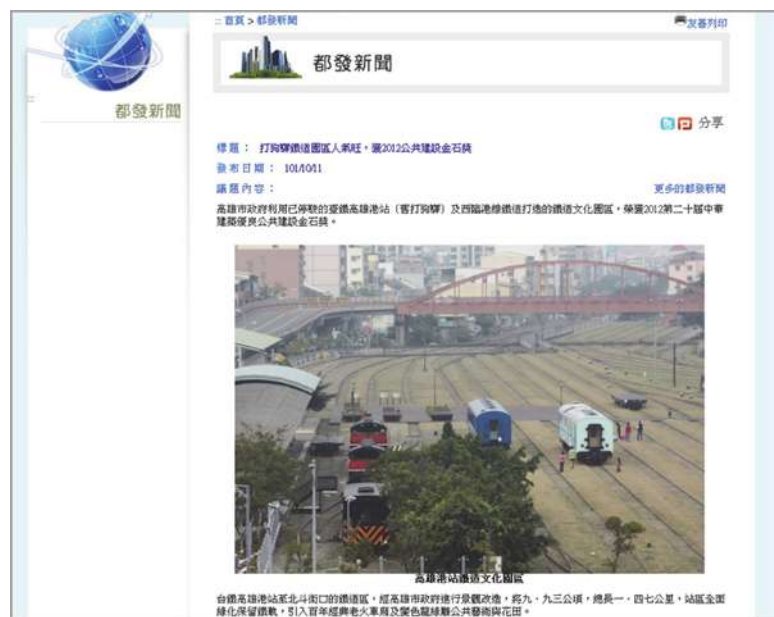 :: 首頁 > 都發新聞
友善列印
都發新聞
都發新聞
分享
標題： 打狗驛鐵道園區人氣旺，獲2012公共建設金石獎
發布日期： 101/10/11
議題內容：
更多的都發新聞
高雄市政府利用已停駛的臺鐵高雄港站（舊打狗驛）及西臨港線鐵道打造的鐵道文化園區，榮獲2012第二十屆中華
建築優良公共建設金石獎。
高雄港站鐵道文化園區
台鐵高雄港站至北斗街口的鐵道區，經高雄市政府進行景觀改造，將九．九三公頃，總長一．四七公里，站區全面
綠化保留鐵軌，引入百年經典老火車廂及變色龍綠雕公共藝術與花田。